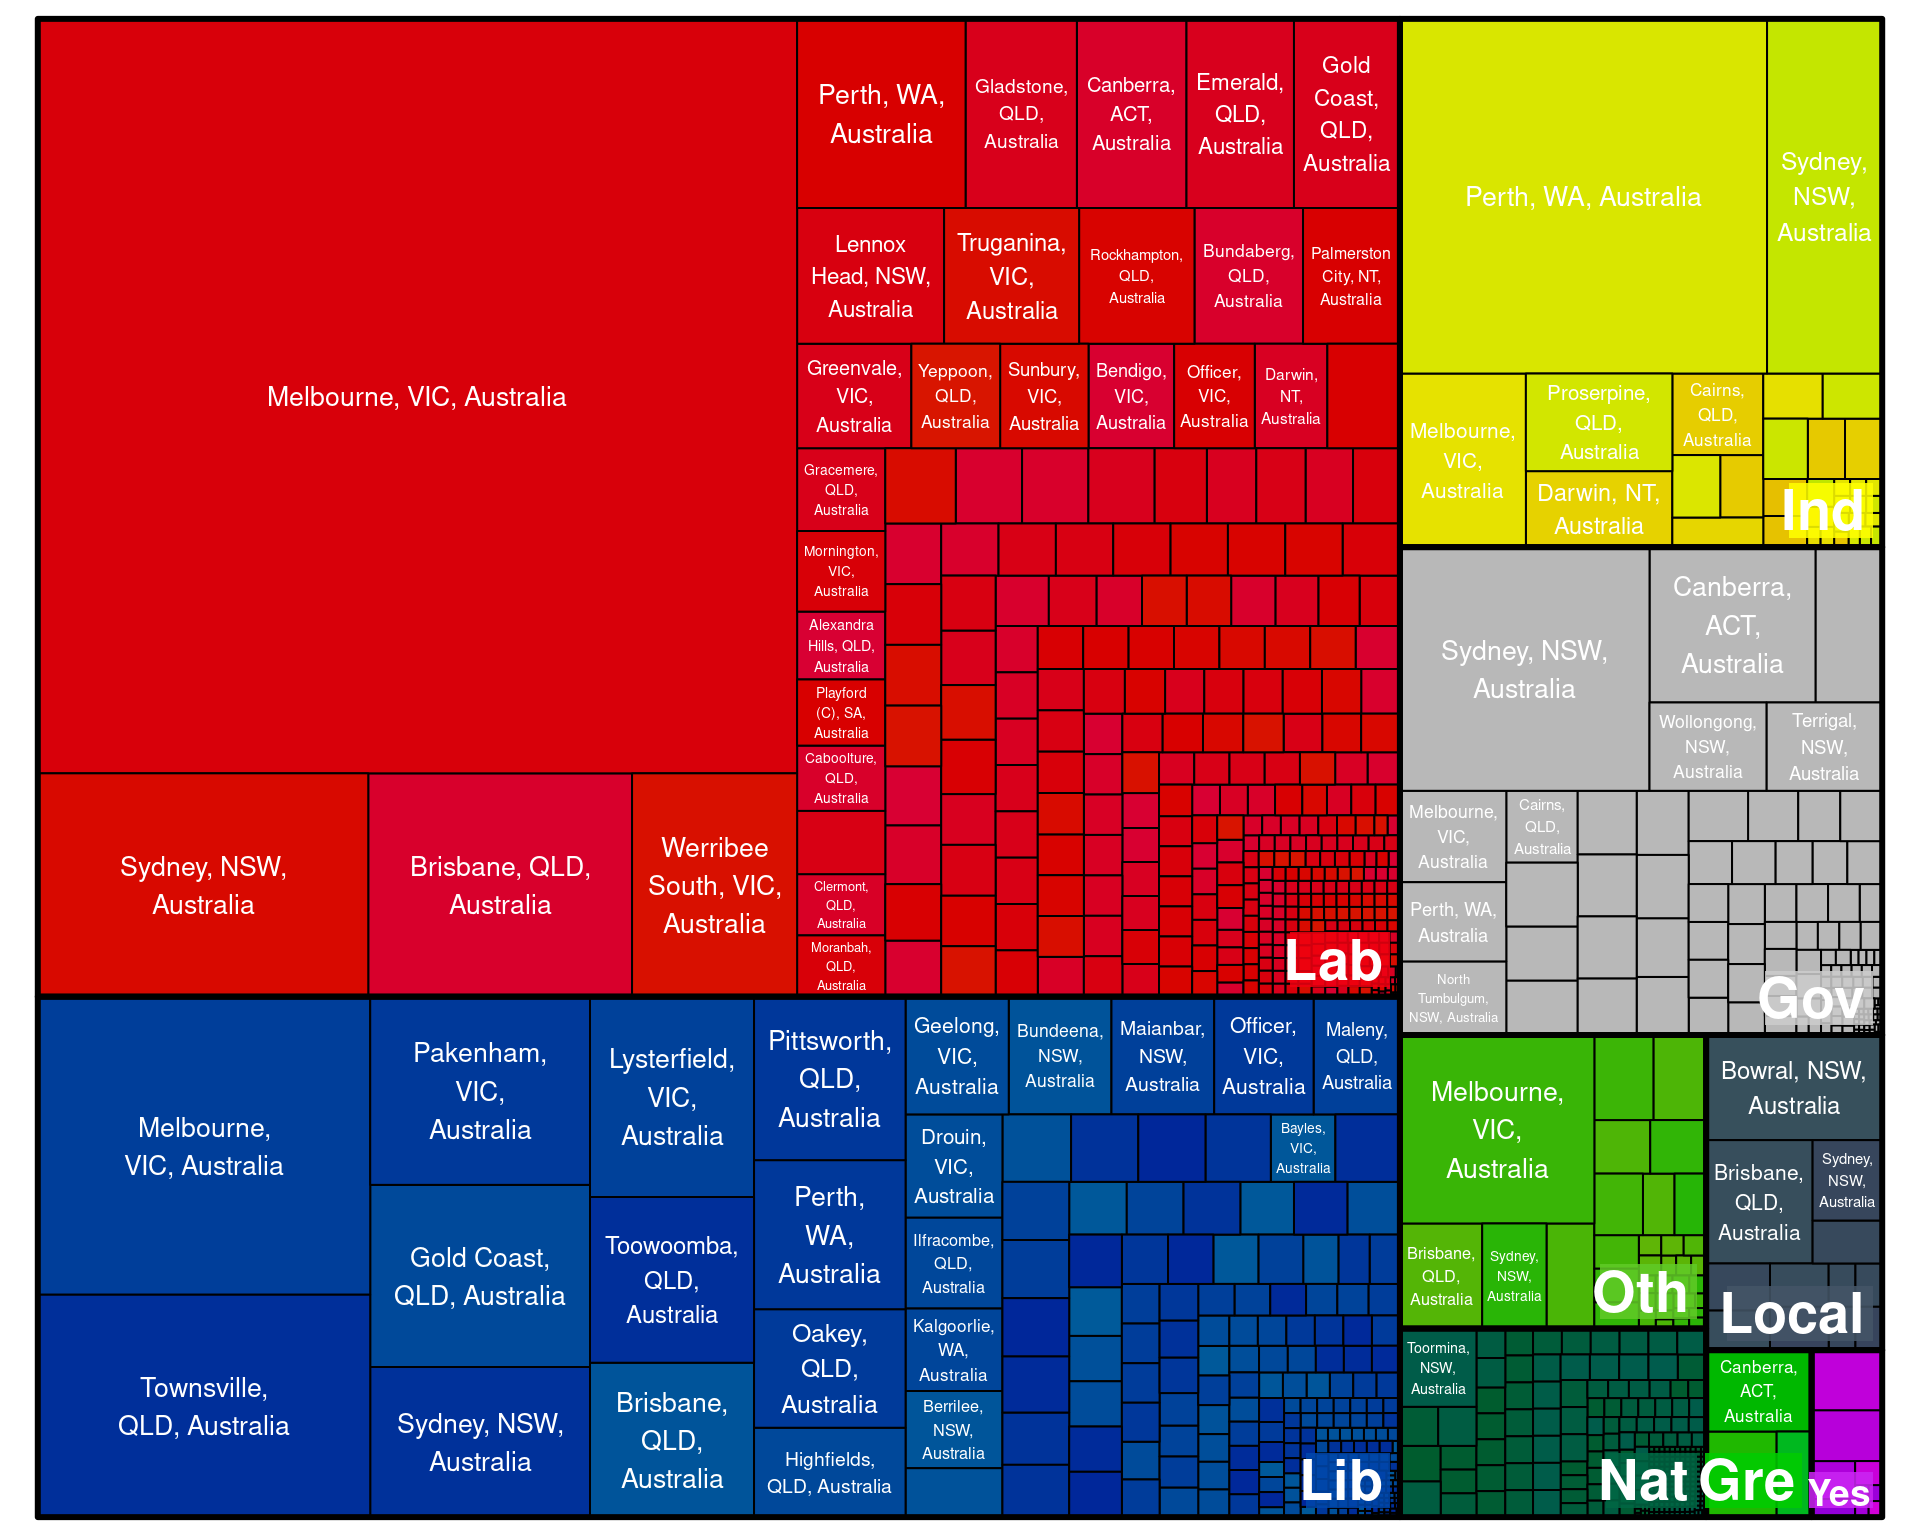 Melbourne, VIC, Australia
Sydney, NSW,
Australia
Brisbane, QLD,
Australia
Werribee
South, VIC,
Australia
Perth, WA,
Australia
Gladstone,
QLD,
Australia
Canberra,
ACT,
Australia
Emerald,
QLD,
Australia
Gold
Coast,
QLD,
Australia
Lennox
Head, NSW,
Australia
Truganina,
VIC,
Australia
Rockhampton,
QLD,
Australia
Bundaberg,
QLD,
Australia
Palmerston
City, NT,
Australia
Greenvale,
VIC,
Australia
Yeppoon,
QLD,
Australia
Sunbury,
VIC,
Australia
Bendigo,
VIC,
Australia
Officer,
VIC,
Australia
Darwin,
NT,
Australia
Gracemere,
QLD,
Australia
Mornington,
VIC,
Australia
Alexandra
Hills, QLD,
Australia
Playford
(C), SA,
Australia
Caboolture,
QLD,
Australia
Clermont,
QLD,
Australia
Moranbah,
QLD,
Australia
Lab
Perth, WA, Australia
Sydney,
NSW,
Australia
Melbourne,
VIC,
Australia
Proserpine,
QLD,
Australia
Darwin, NT,
Australia
Cairns,
QLD,
Australia
Ind
Sydney, NSW,
Australia
Canberra,
ACT,
Australia
Wollongong,
NSW,
Australia
Terrigal,
NSW,
Australia
Melbourne,
VIC,
Australia
Cairns,
QLD,
Australia
Perth, WA,
Australia
North
Tumbulgum,
NSW, Australia
Gov
Melbourne,
VIC, Australia
Townsville,
QLD, Australia
Pakenham,
VIC,
Australia
Gold Coast,
QLD, Australia
Sydney, NSW,
Australia
Lysterfield,
VIC,
Australia
Toowoomba,
QLD,
Australia
Brisbane,
QLD,
Australia
Pittsworth,
QLD,
Australia
Perth,
WA,
Australia
Oakey,
QLD,
Australia
Highfields,
QLD, Australia
Geelong,
VIC,
Australia
Bundeena,
NSW,
Australia
Maianbar,
NSW,
Australia
Officer,
VIC,
Australia
Maleny,
QLD,
Australia
Drouin,
VIC,
Australia
Bayles,
VIC,
Australia
Ilfracombe,
QLD,
Australia
Kalgoorlie,
WA,
Australia
Berrilee,
NSW,
Australia
Lib
Melbourne,
VIC,
Australia
Brisbane,
QLD,
Australia
Sydney,
NSW,
Australia
Oth
Bowral, NSW,
Australia
Brisbane,
QLD,
Australia
Sydney,
NSW,
Australia
Local
Toormina,
NSW,
Australia
Nat
Canberra,
ACT,
Australia
Gre
Yes